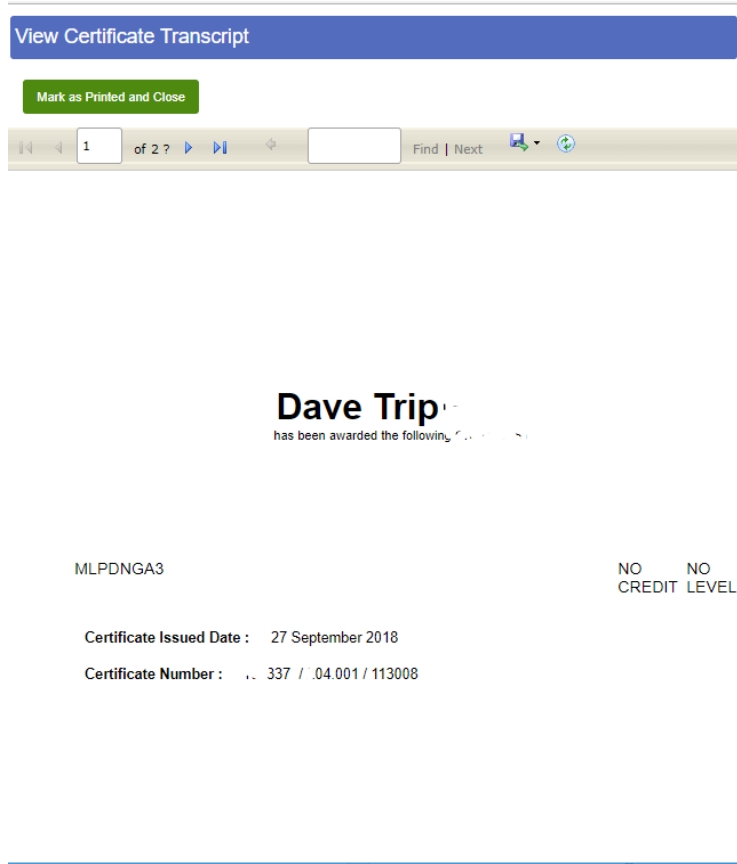 View Certificate Transcript
Mark as Printed and Close
1 of 2 ? Find | Next
Dave Trip
has been awarded the following
MLPDNGA3 NO NO
CREDIT LEVEL
Certificate Issued Date : 27 September 2018
Certificate Number : 337 / .04.001 / 113008